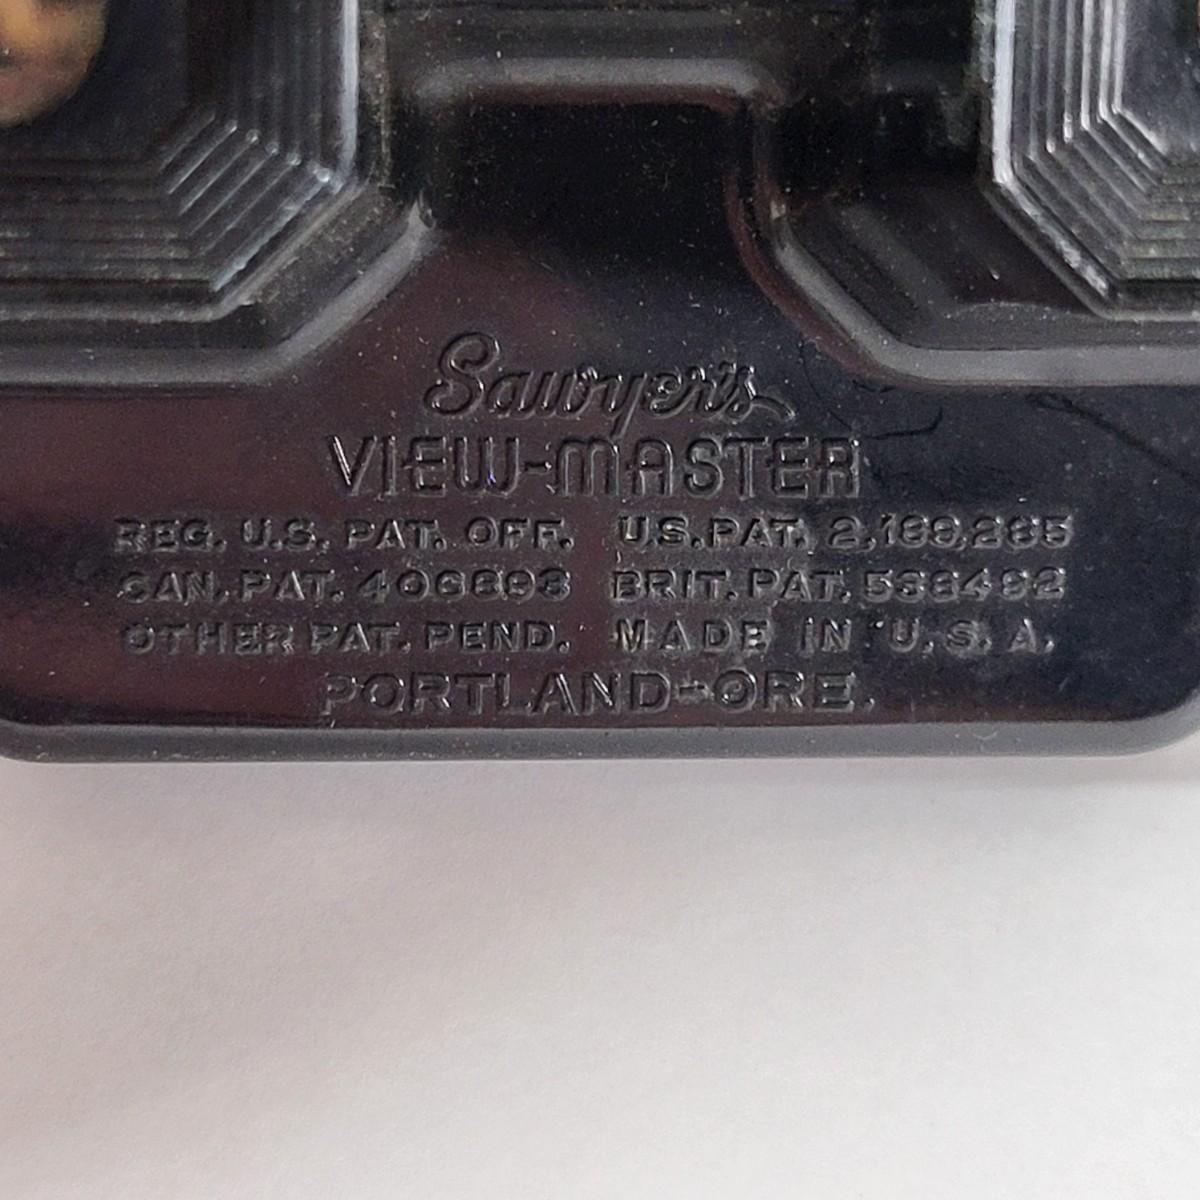 Sawyer's
VIEW-MASTER
REG. U.S. PAT. OFF. U.S. PAT. 2,189,285
CAN. PAT. 406893 BRIT. PAT. 538492
OTHER PAT. PEND. MADE IN U.S.A.
PORTLAND-ORE.